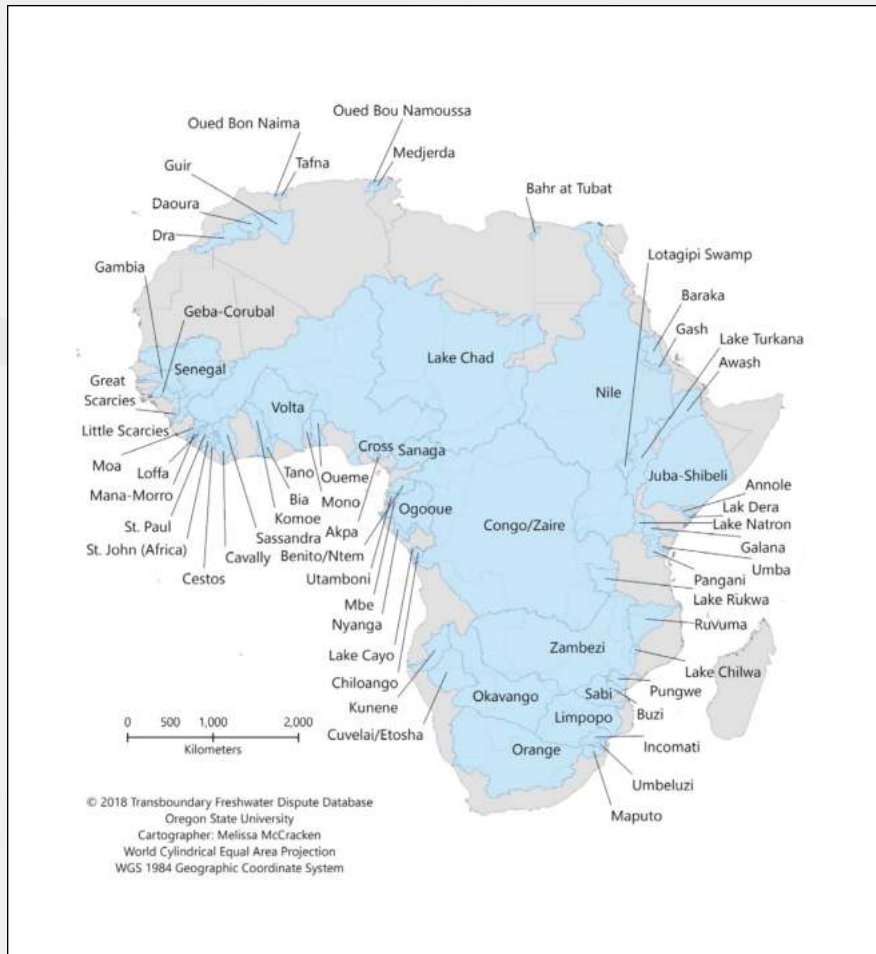 Oued Bou Namoussa
Oued Bon Naima
Medjerda
Tafna
Guir
Bahr at Tubat
Daoura
Dra
Lotagipi Swamp
Gambia
Baraka
Geba-Corubal
Gash
Lake Turkana
Lake Chad
Awash
Senegal
Great
Scarcies
Nile
Volta
Little Scarcies
Cross
Sanaga
Moa
Juba-Shibeli
Loffa
Tano
Oueme
Annole
Mana-Morro
Bia
Mono
Ogooue
Lak Dera
St. Paul
Komoe
Congo/Zaire
Lake Natron
Sassandra
Akpa
St. John (Africa)
Cavally
Benito/Ntem
Galana
Umba
Cestos
Utamboni
Pangani
Mbe
Lake Rukwa
Nyanga
Ruvuma
Zambezi
Lake Cayo
Lake Chilwa
Chiloango
Pungwe
Kunene
Okavango
Sabi
Buzi
Limpopo
Cuvelai/Etosha
Incomati
Orange
Umbeluzi
Maputo
0 500 1,000 2,000
Kilometers
© 2018 Transboundary Freshwater Dispute Database
Oregon State University
Cartographer: Melissa McCracken
World Cylindrical Equal Area Projection
WGS 1984 Geographic Coordinate System